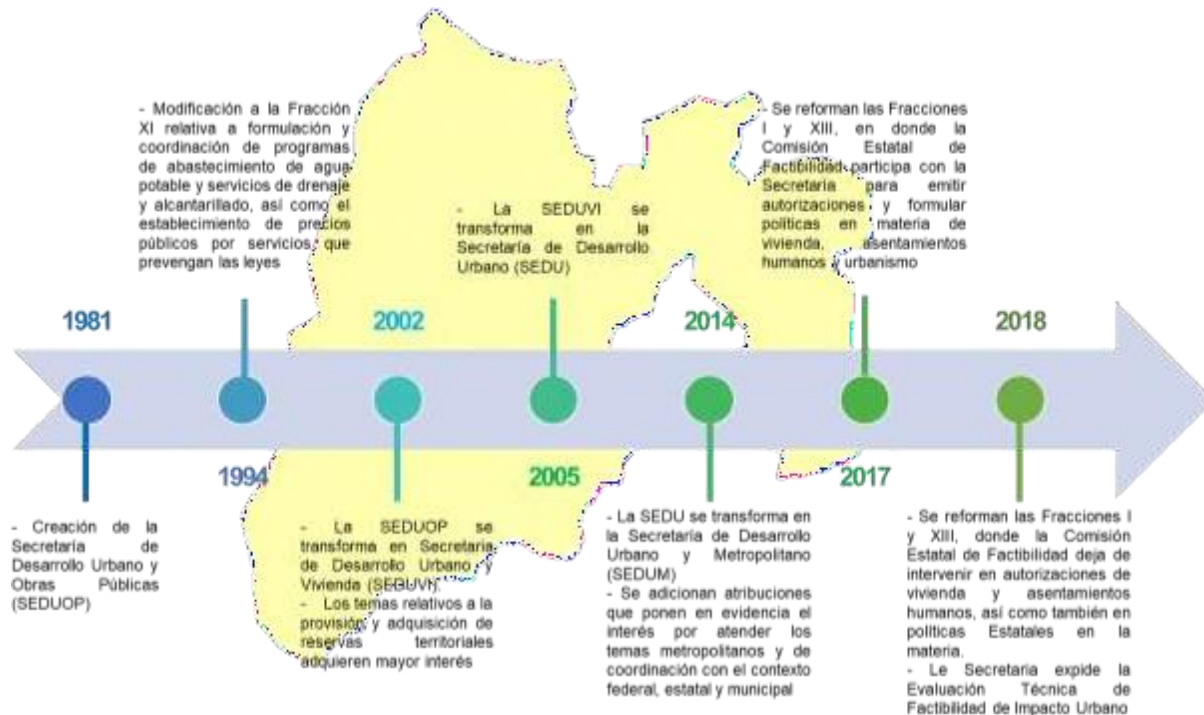 1981
- Creación de la
Secretaría de
Desarrollo Urbano y
Obras Públicas
(SEDUOP)
- Modificación a la Fracción
XI relativa a formulación y
coordinación de programas
de abastecimiento de agua
potable y servicios de drenaje
y alcantarillado, así como el
establecimiento de precios
públicos por servicios que
prevengan las leyes
1994
2002
- La SEDUOP se
transforma en Secretaria
de Desarrollo Urbano y
Vivienda (SEDUVI).
- Los temas relativos a la
provisión y adquisición de
reservas territoriales
adquieren mayor interés
- La SEDUVI se
transforma en la
Secretaría de Desarrollo
Urbano (SEDU)
2005
2014
- La SEDU se transforma en
la Secretaría de Desarrollo
Urbano y Metropolitano
(SEDUM)
- Se adicionan atribuciones
que ponen en evidencia el
interés por atender los
temas metropolitanos y de
coordinación con el contexto
federal, estatal y municipal
- Se reforman las Fracciones
I y XIII, en donde la
Comisión Estatal de
Factibilidad participa con la
Secretaría para emitir
autorizaciones y formular
políticas en materia de
vivienda, asentamientos
humanos y urbanismo
2017
2018
- Se reforman las Fracciones I
y XIII, donde la Comisión
Estatal de Factibilidad deja de
intervenir en autorizaciones de
vivienda y asentamientos
humanos, así como también en
políticas Estatales en la
materia.
- Le Secretaria expide la
Evaluación Técnica de
Factibilidad de Impacto Urbano